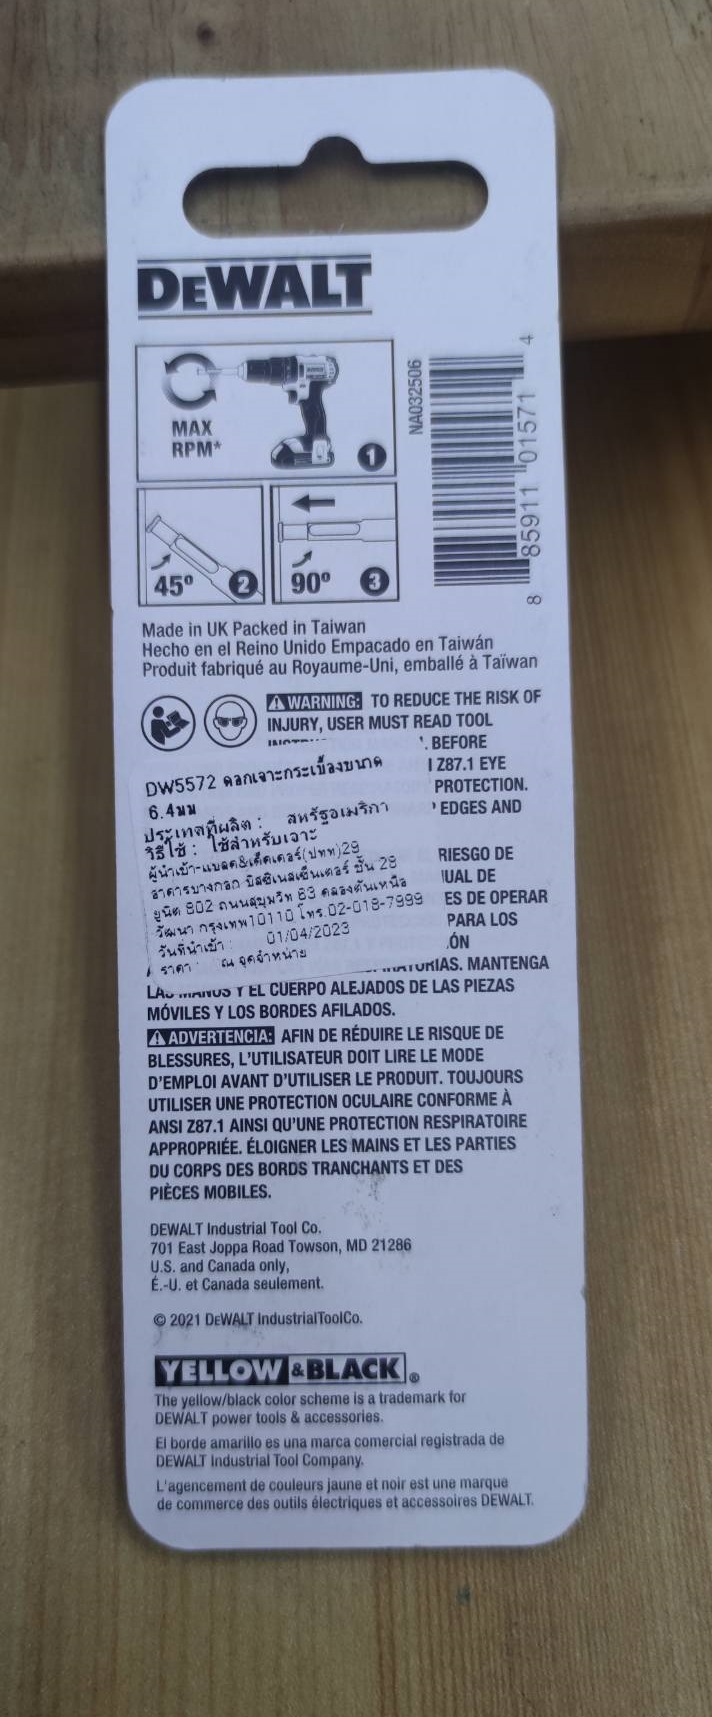 DEWALT
MAX
RPM*
1
45°
2
90°
3
NA032506
8 85911 01571 4
Made in UK Packed in Taiwan
Hecho en el Reino Unido Empacado en Taiwán
Produit fabriqué au Royaume-Uni, emballé à Taïwan
WARNING: TO REDUCE THE RISK OF
INJURY, USER MUST READ TOOL
. BEFORE
Z87.1 EYE
PROTECTION.
EDGES AND
DW5572 ดอกเจาะกระเบื้องขนาด
6.4มม
ประเทศที่ผลิต : สหรัฐอเมริกา
วิธีใช้ : ใช้สำหรับเจาะ
ผู้นำเข้า-แบลค&เด็คเคอร์(ปทท)29
อาคารบางกอก บิสซิเนสเซ็นเตอร์ ชั้น 28
ยูนิต 802 ถนนสุขุมวิท 63 คลองตันเหนือ
วัฒนา กรุงเทพ10110 โทร.02-018-7999
วันที่นำเข้า : 01/04/2023
ราคา : ณ จุดจำหน่าย
RIESGO DE
UAL DE
ES DE OPERAR
PARA LOS
ÓN
MANTENGA
Y EL CUERPO ALEJADOS DE LAS PIEZAS
MÓVILES Y LOS BORDES AFILADOS.
ADVERTENCIA: AFIN DE RÉDUIRE LE RISQUE DE
BLESSURES, L'UTILISATEUR DOIT LIRE LE MODE
D'EMPLOI AVANT D'UTILISER LE PRODUIT. TOUJOURS
UTILISER UNE PROTECTION OCULAIRE CONFORME À
ANSI Z87.1 AINSI QU'UNE PROTECTION RESPIRATOIRE
APPROPRIÉE. ÉLOIGNER LES MAINS ET LES PARTIES
DU CORPS DES BORDS TRANCHANTS ET DES
PIÈCES MOBILES.
DEWALT Industrial Tool Co.
701 East Joppa Road Towson, MD 21286
U.S. and Canada only,
É.-U. et Canada seulement.
© 2021 DEWALT IndustrialToolCo.
YELLOW & BLACK®
The yellow/black color scheme is a trademark for
DEWALT power tools & accessories.
El borde amarillo es una marca comercial registrada de
DEWALT Industrial Tool Company.
L'agencement de couleurs jaune et noir est une marque
de commerce des outils électriques et accessoires DEWALT.